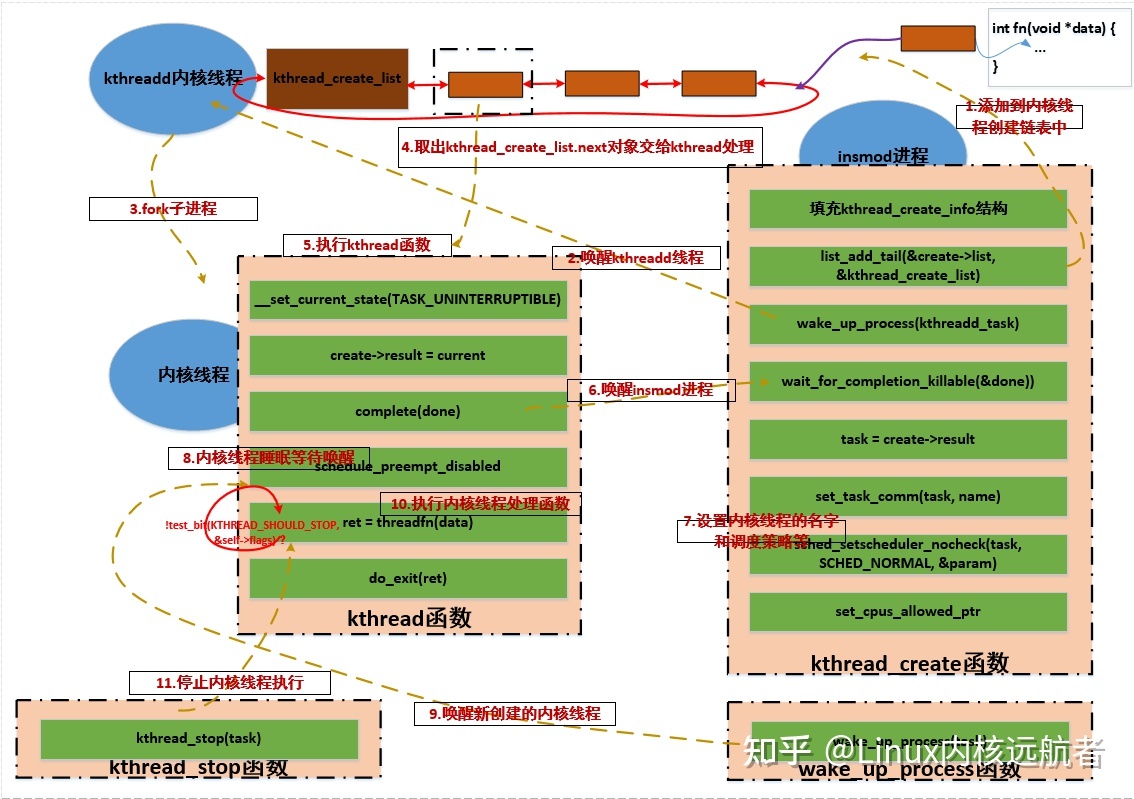 int fn(void *data) {
...
}
kthreadd内核线程
kthread_create_list
1.添加到内核线
程创建链表中
4.取出kthread_create_list.next对象交给kthread处理
insmod进程
3.fork子进程
填充kthread_create_info结构
5.执行kthread函数
2.唤醒kthreadd线程
list_add_tail(&create->list,
&kthread_create_list)
__set_current_state(TASK_UNINTERRUPTIBLE)
wake_up_process(kthreadd_task)
create->result = current
内核线程
6.唤醒insmod进程
wait_for_completion_killable(&done))
complete(done)
task = create->result
8.内核线程睡眠等待唤醒
schedule_preempt_disabled
10.执行内核线程处理函数
set_task_comm(task, name)
!test_bit(KTHREAD_SHOULD_STOP,
&self->flags)?
ret = threadfn(data)
7.设置内核线程的名字
和调度策略等
sched_setscheduler_nocheck(task,
SCHED_NORMAL, &param)
do_exit(ret)
kthread函数
set_cpus_allowed_ptr
kthread_create函数
11.停止内核线程执行
9.唤醒新创建的内核线程
kthread_stop(task)
kthread_stop函数
知乎 @Linux内核远航者
wake_up_process函数